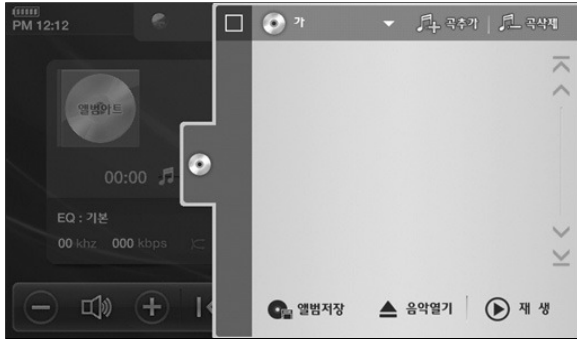 PM 12:12
가
곡추가
곡삭제
앨범아트
00:00
EQ : 기본
00 khz 000 kbps
앨범저장
음악열기
재 생